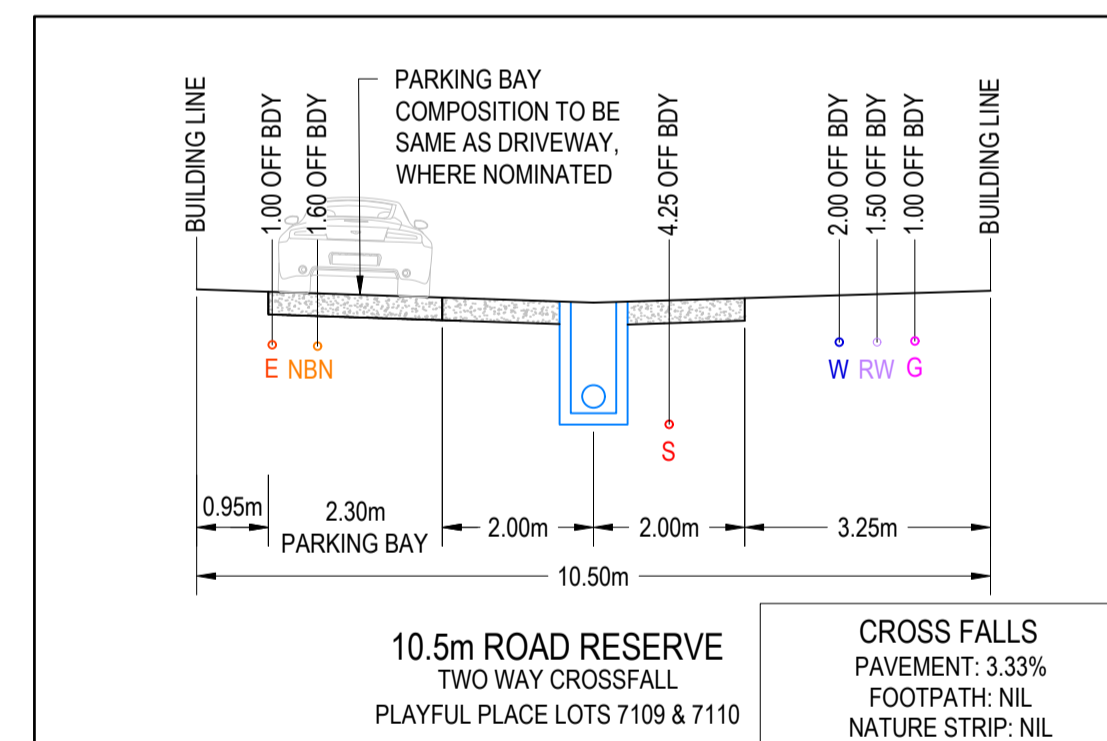 BUILDING LINE
1.00 OFF BDY
1.60 OFF BDY
PARKING BAY
COMPOSITION TO BE
SAME AS DRIVEWAY,
WHERE NOMINATED
4.25 OFF BDY
2.00 OFF BDY
1.50 OFF BDY
1.00 OFF BDY
BUILDING LINE
E NBN
W RW G
S
0.95m
2.30m
PARKING BAY
2.00m
2.00m
3.25m
10.50m
10.5m ROAD RESERVE
TWO WAY CROSSFALL
PLAYFUL PLACE LOTS 7109 & 7110
CROSS FALLS
PAVEMENT: 3.33%
FOOTPATH: NIL
NATURE STRIP: NIL